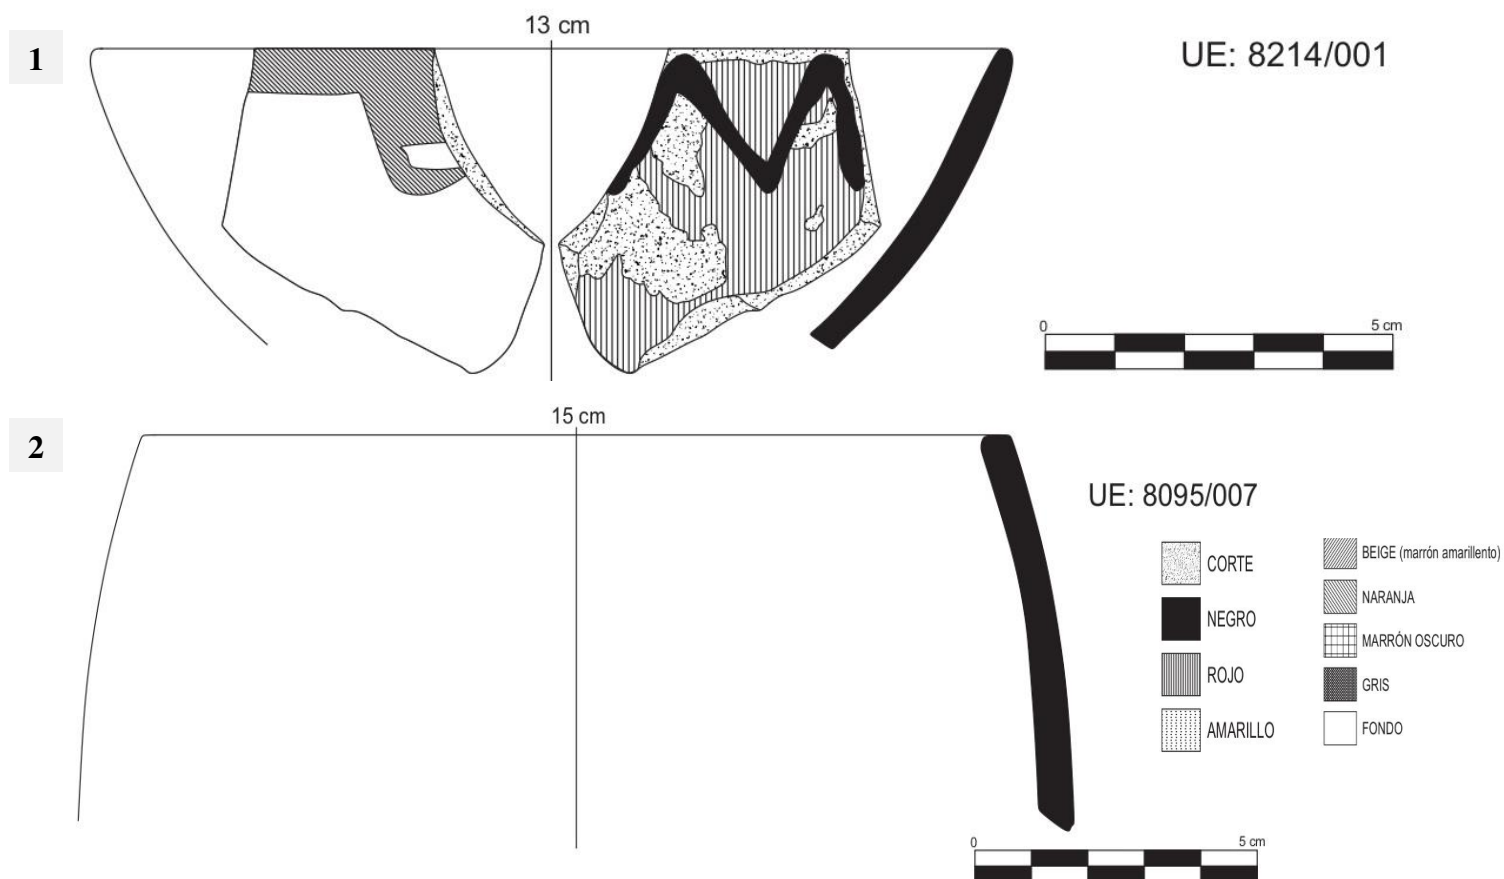 1
13 cm
UE: 8214/001
0 5 cm
2
15 cm
UE: 8095/007
CORTE
NEGRO
ROJO
AMARILLO
BEIGE (marrón amarillento)
NARANJA
MARRÓN OSCURO
GRIS
FONDO
0 5 cm